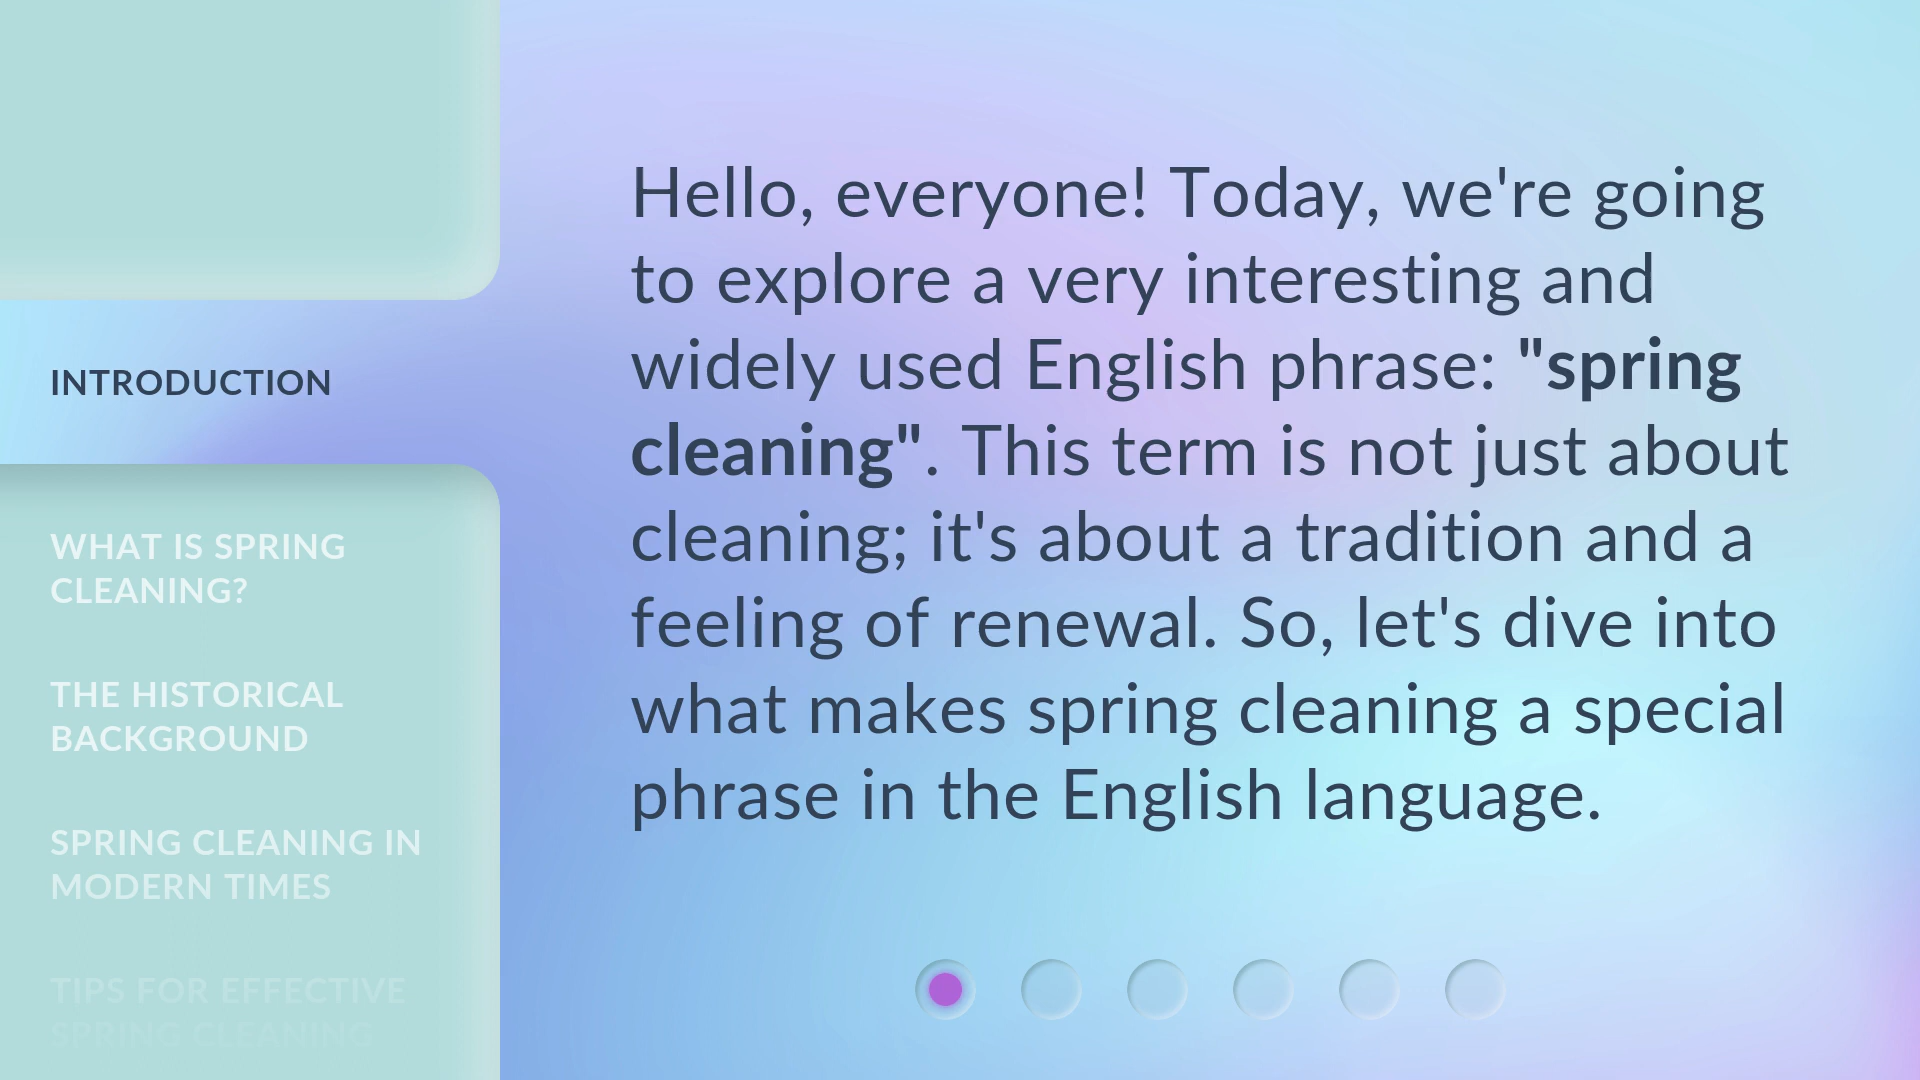 INTRODUCTION
WHAT IS SPRING
CLEANING?
THE HISTORICAL
BACKGROUND
SPRING CLEANING IN
MODERN TIMES
TIPS FOR EFFECTIVE
SPRING CLEANING
Hello, everyone! Today, we're going
to explore a very interesting and
widely used English phrase: "spring
cleaning". This term is not just about
cleaning; it's about a tradition and a
feeling of renewal. So, let's dive into
what makes spring cleaning a special
phrase in the English language.